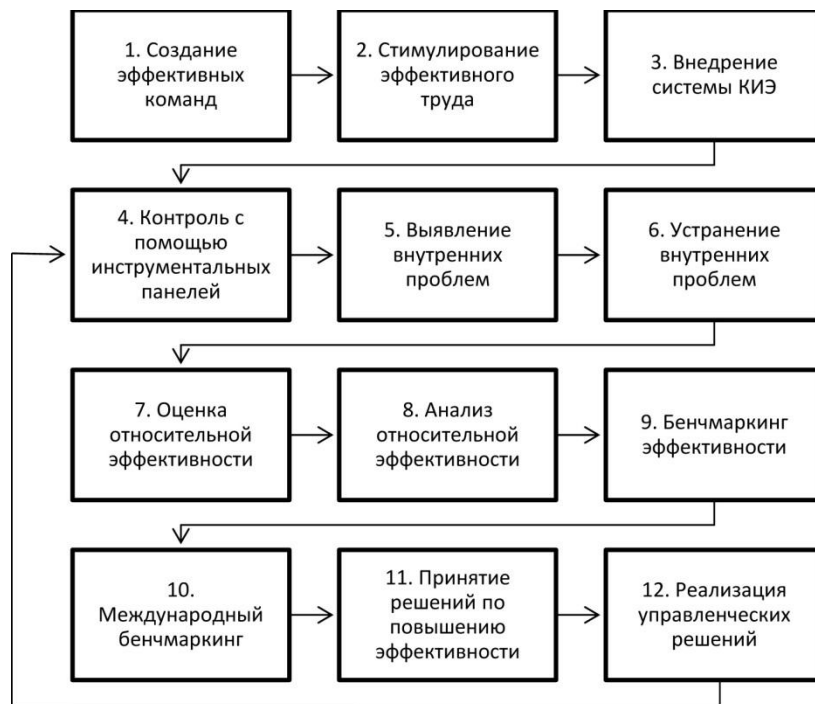 1. Создание
эффективных
команд
2. Стимулирование
эффективного
труда
3. Внедрение
системы КИЭ
4. Контроль с
помощью
инструментальных
панелей
5. Выявление
внутренних
проблем
6. Устранение
внутренних
проблем
7. Оценка
относительной
эффективности
8. Анализ
относительной
эффективности
9. Бенчмаркинг
эффективности
10.
Международный
бенчмаркинг
11. Принятие
решений по
повышению
эффективности
12. Реализация
управленческих
решений